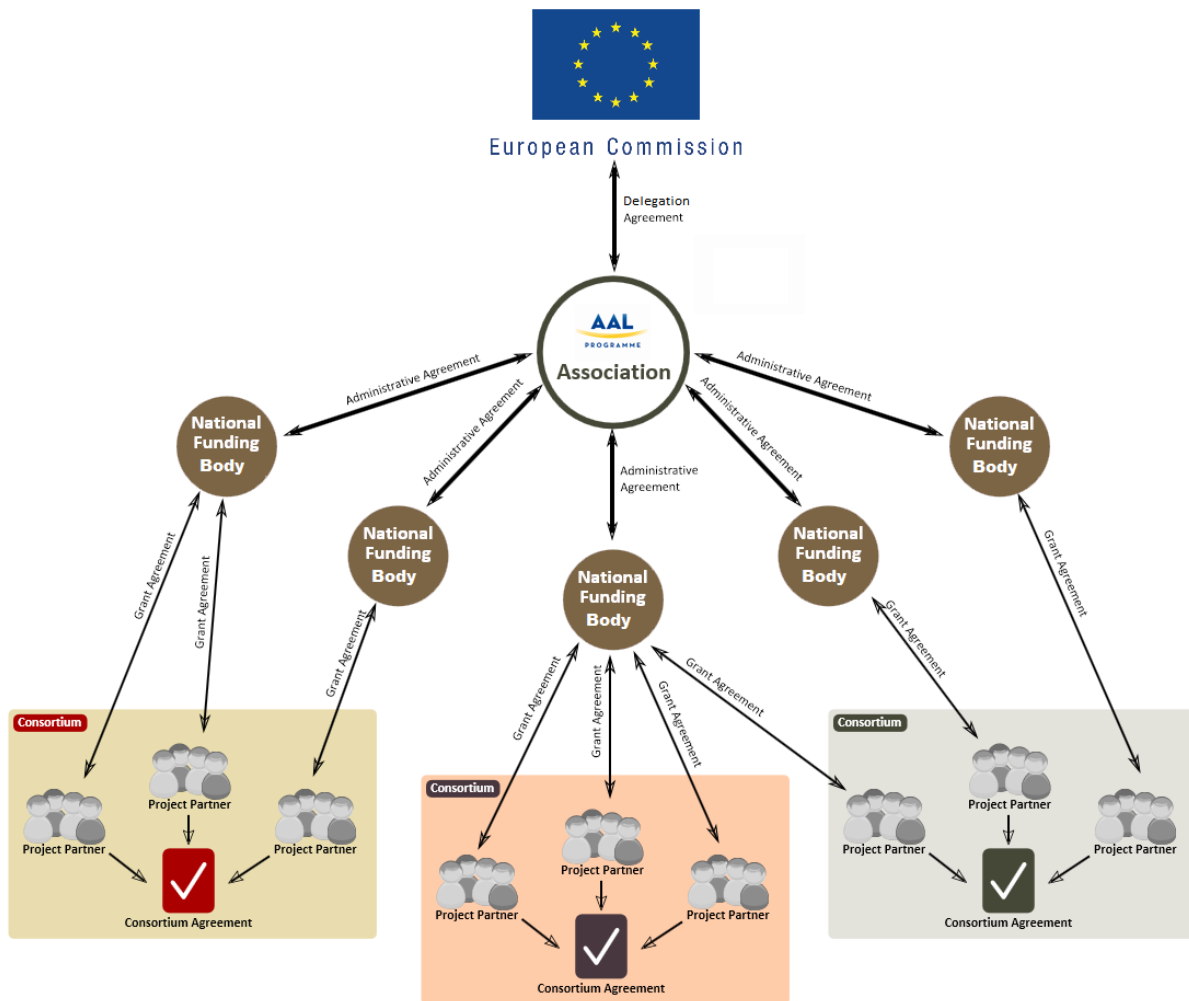 European Commission
Delegation
Agreement
AAL
PROGRAMME
Association
Administrative Agreement
Administrative Agreement
Administrative
Agreement
Administrative Agreement
Administrative Agreement
National
Funding
Body
National
Funding
Body
National
Funding
Body
National
Funding
Body
National
Funding
Body
Grant Agreement
Grant Agreement
Grant Agreement
Grant Agreement
Grant Agreement
Grant Agreement
Grant Agreement
Grant Agreement
Grant Agreement
Consortium
Project Partner
Project Partner
Project Partner
Consortium Agreement
Consortium
Project Partner
Project Partner
Project Partner
Consortium Agreement
Consortium
Project Partner
Project Partner
Project Partner
Consortium Agreement